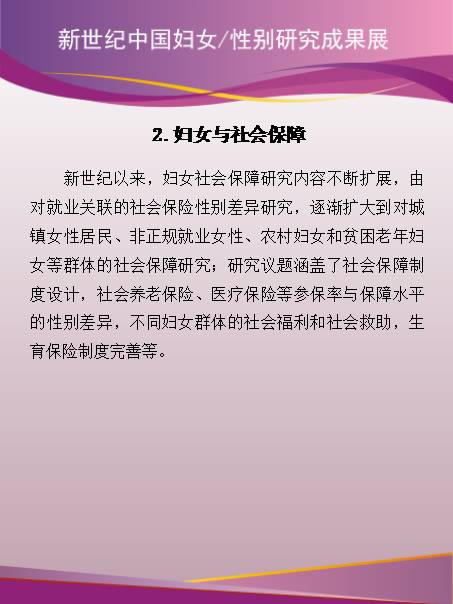 新世纪中国妇女/性别研究成果展
2.妇女与社会保障
新世纪以来，妇女社会保障研究内容不断扩展，由
对就业关联的社会保险性别差异研究，逐渐扩大到对城
镇女性居民、非正规就业女性、农村妇女和贫困老年妇
女等群体的社会保障研究；研究议题涵盖了社会保障制
度设计，社会养老保险、医疗保险等参保率与保障水平
的性别差异，不同妇女群体的社会福利和社会救助，生
育保险制度完善等。